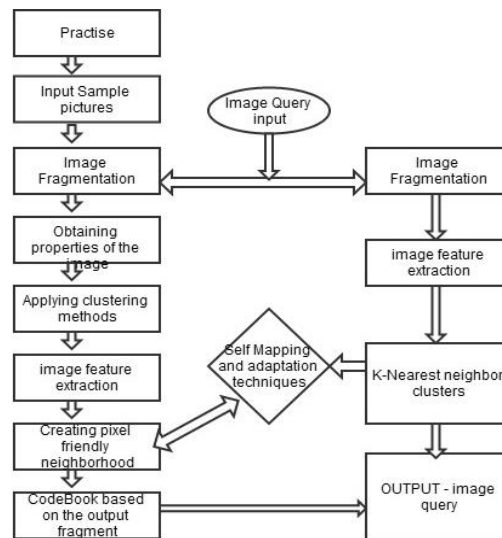 Practise
Input Sample
pictures
Image
Fragmentation
Obtaining
properties of the
image
Applying clustering
methods
image feature
extraction
Creating pixel
friendly
neighborhood
CodeBook based
on the output
fragment
Image Query
input
Self Mapping
and adaptation
techniques
Image
Fragmentation
image feature
extraction
K-Nearest neighbor
clusters
OUTPUT - image
query